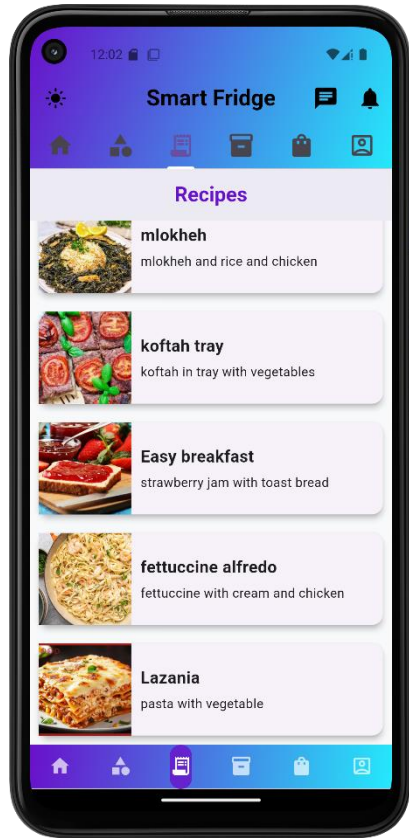 12:02
Smart Fridge
Recipes
mlokheh
mlokheh and rice and chicken
koftah tray
koftah in tray with vegetables
Easy breakfast
strawberry jam with toast bread
fettuccine alfredo
fettuccine with cream and chicken
Lazania
pasta with vegetable